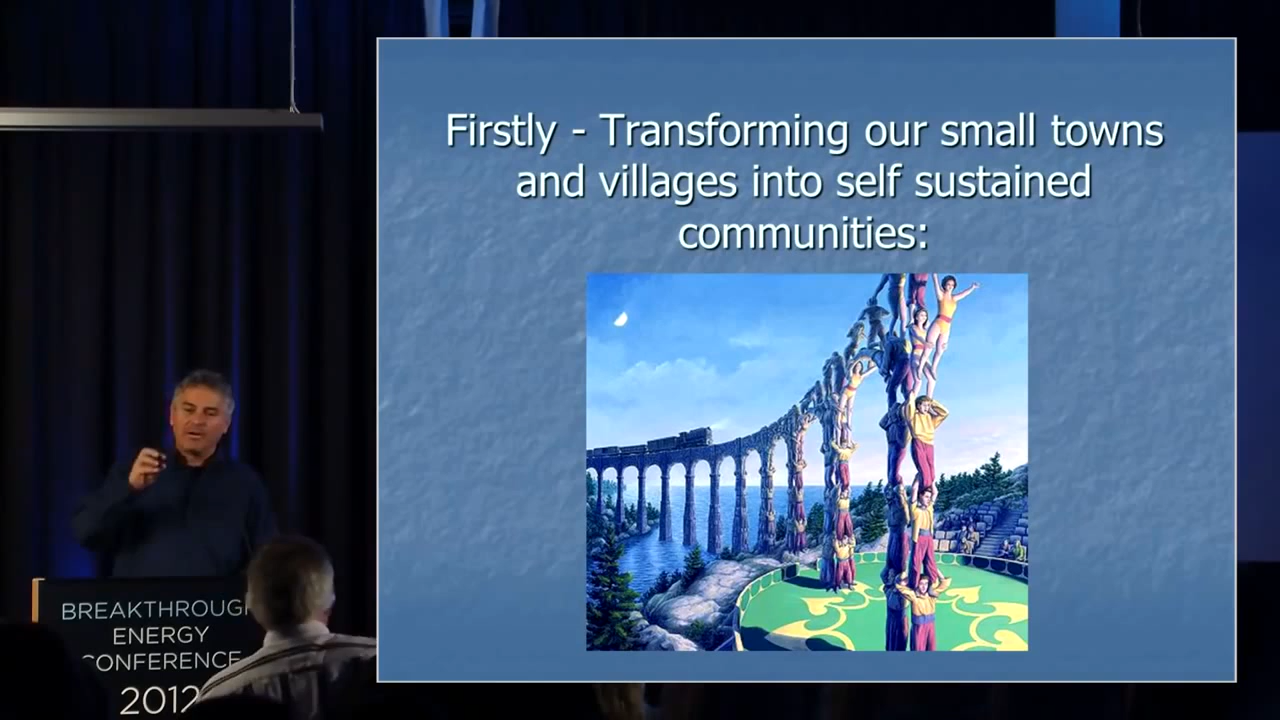 Firstly - Transforming our small towns
and villages into self sustained
communities:
BREAKTHROUGH
ENERGY
CONFERENCE
2012